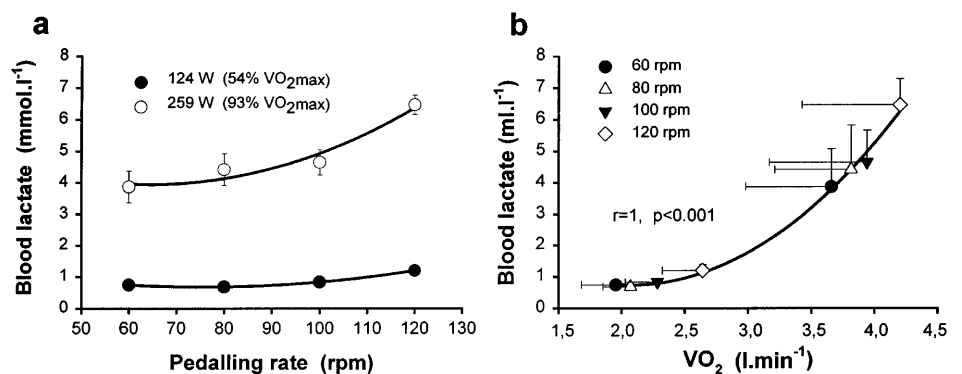 a
Blood lactate (mmol.l⁻¹)
8
7
6
5
4
3
2
1
0
124 W (54% VO₂max)
259 W (93% VO₂max)
50 60 70 80 90 100 110 120 130
Pedalling rate (rpm)
b
Blood lactate (ml.l⁻¹)
8
7
6
5
4
3
2
1
0
60 rpm
80 rpm
100 rpm
120 rpm
r=1, p<0.001
1,5 2,0 2,5 3,0 3,5 4,0 4,5
VO₂ (l.min⁻¹)